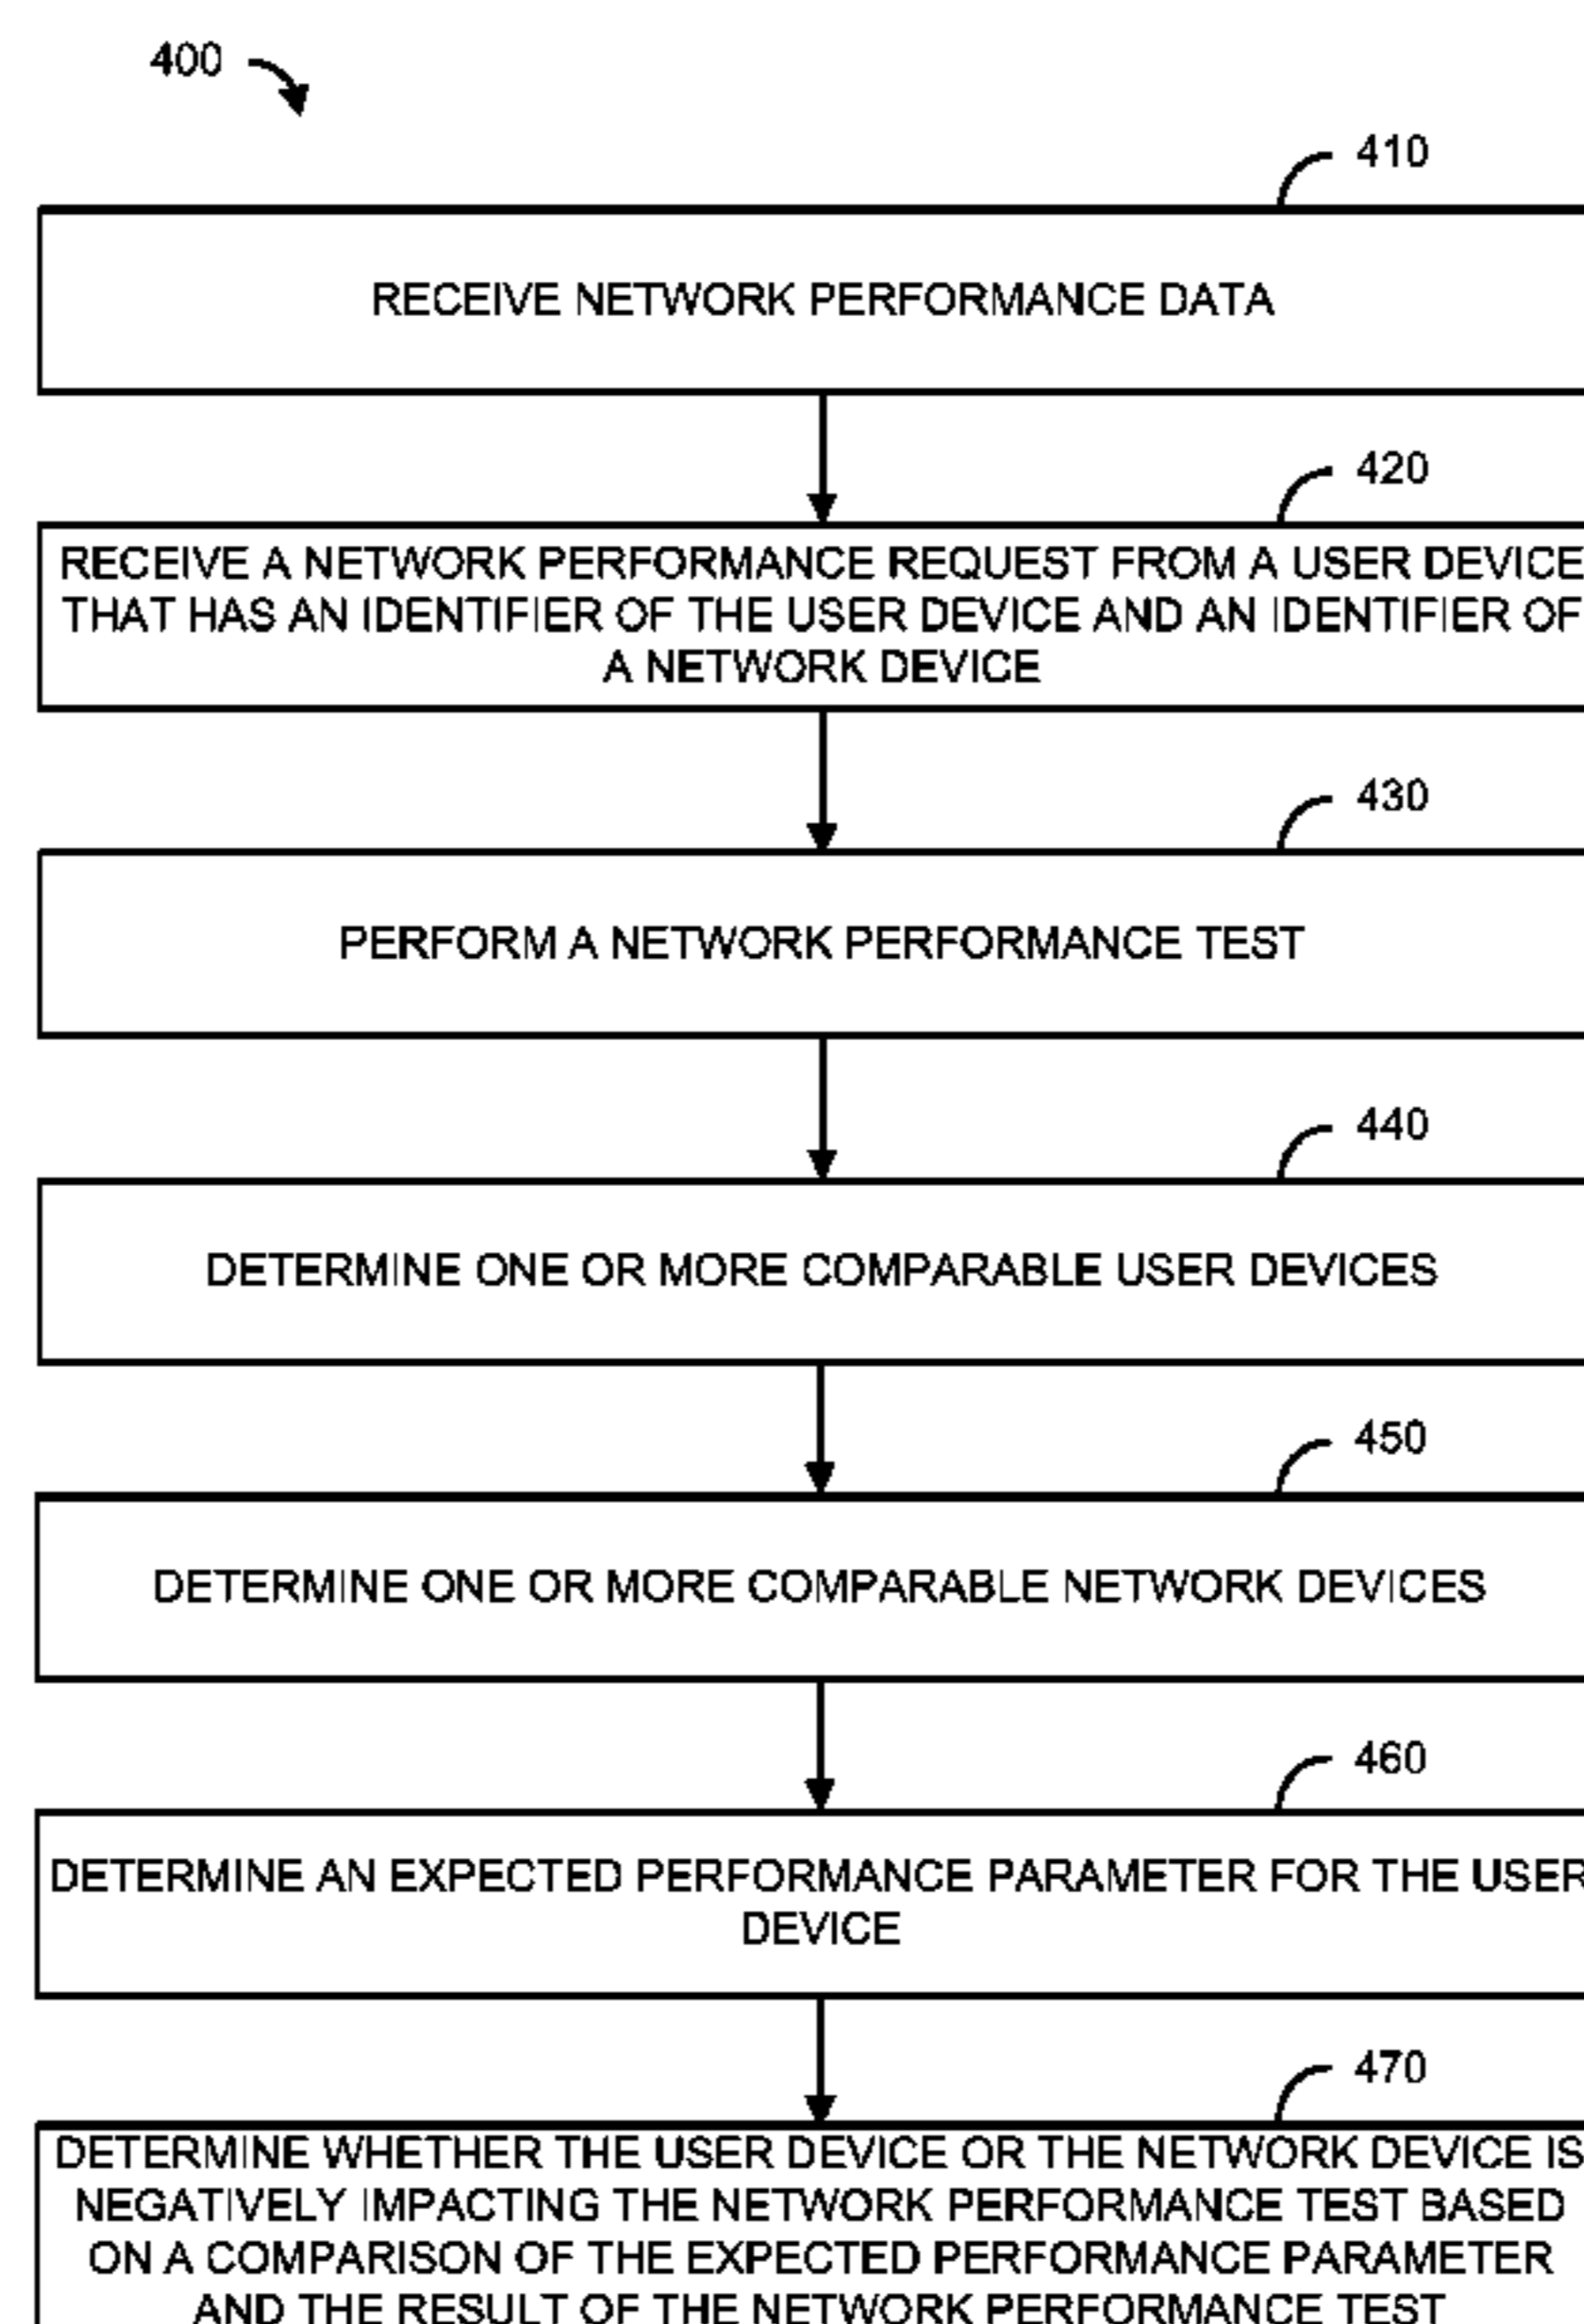 400
410
RECEIVE NETWORK PERFORMANCE DATA
420
RECEIVE A NETWORK PERFORMANCE REQUEST FROM A USER DEVICE
THAT HAS AN IDENTIFIER OF THE USER DEVICE AND AN IDENTIFIER OF
A NETWORK DEVICE
430
PERFORM A NETWORK PERFORMANCE TEST
440
DETERMINE ONE OR MORE COMPARABLE USER DEVICES
450
DETERMINE ONE OR MORE COMPARABLE NETWORK DEVICES
460
DETERMINE AN EXPECTED PERFORMANCE PARAMETER FOR THE USER
DEVICE
470
DETERMINE WHETHER THE USER DEVICE OR THE NETWORK DEVICE IS
NEGATIVELY IMPACTING THE NETWORK PERFORMANCE TEST BASED
ON A COMPARISON OF THE EXPECTED PERFORMANCE PARAMETER
AND THE RESULT OF THE NETWORK PERFORMANCE TEST